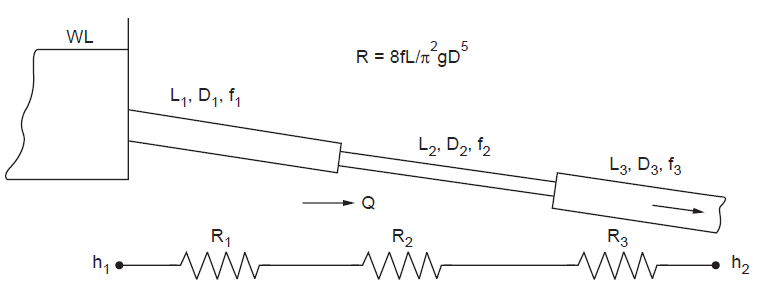 WL
R = 8fL/π²gD⁵
L₁, D₁, f₁
L₂, D₂, f₂
L₃, D₃, f₃
Q
R₁ R₂ R₃
h₁ h₂